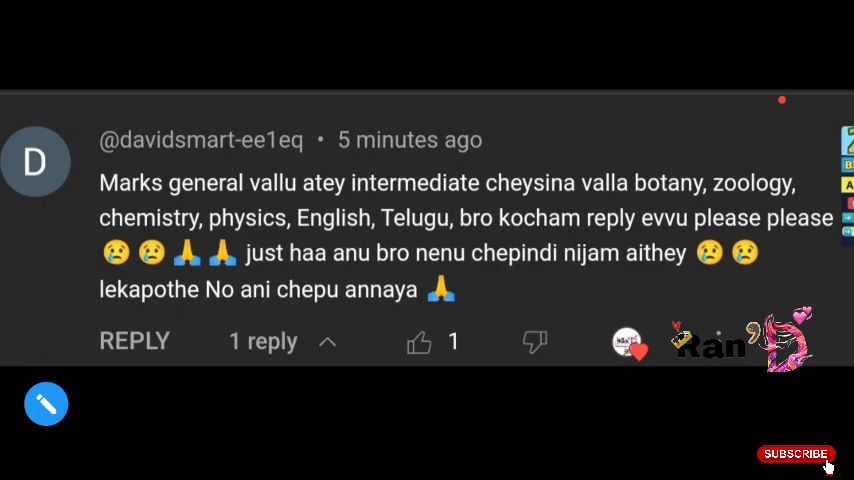 D
@davidsmart-ee1eq • 5 minutes ago
Marks general vallu atey intermediate cheysina valla botany, zoology,
chemistry, physics, English, Telugu, bro kocham reply evvu please please
😢 😢 🙏 🙏 just haa anu bro nenu chepindi nijam aithey 😢 😢
lekapothe No ani chepu annaya 🙏
REPLY 1 reply 1
Ran'D
SUBSCRIBE